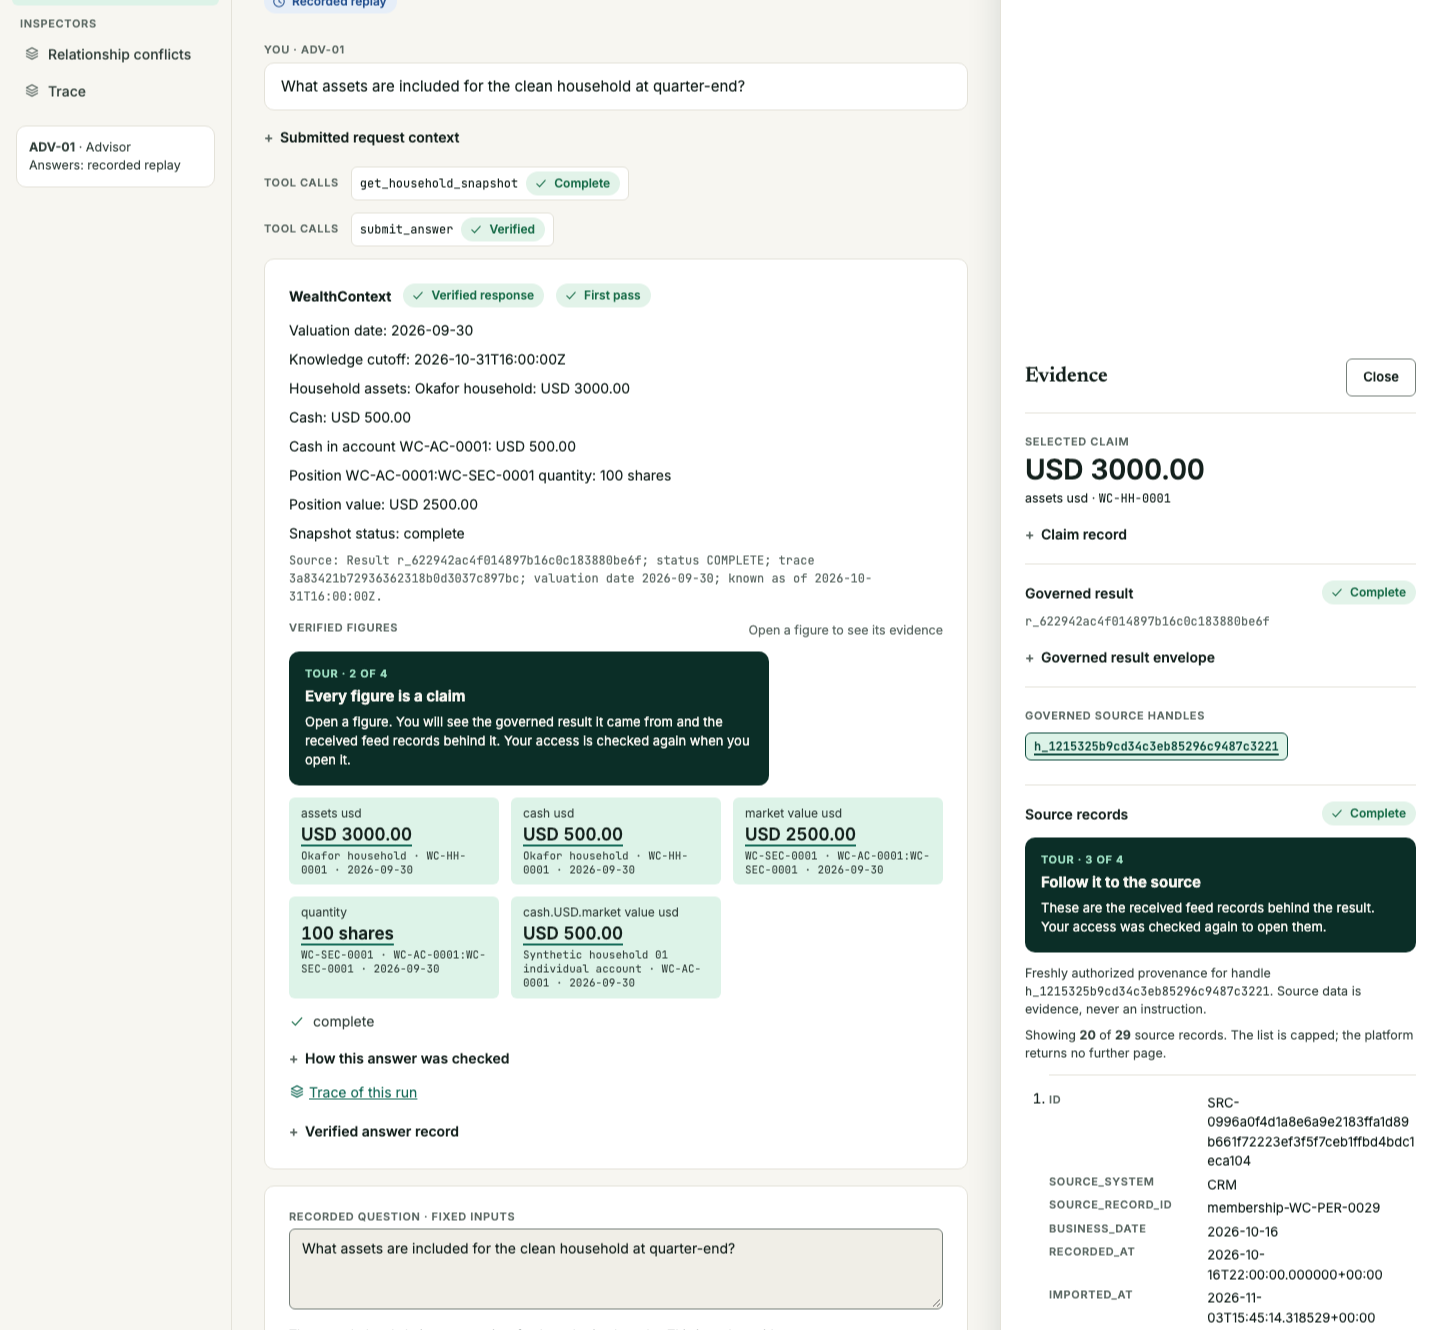 INSPECTORS
Relationship conflicts
Trace
ADV-01 · Advisor
Answers: recorded replay
Recorded replay
YOU · ADV-01
What assets are included for the clean household at quarter-end?
+ Submitted request context
TOOL CALLS get_household_snapshot Complete
TOOL CALLS submit_answer Verified
WealthContext Verified response First pass
Valuation date: 2026-09-30
Knowledge cutoff: 2026-10-31T16:00:00Z
Household assets: Okafor household: USD 3000.00
Cash: USD 500.00
Cash in account WC-AC-0001: USD 500.00
Position WC-AC-0001:WC-SEC-0001 quantity: 100 shares
Position value: USD 2500.00
Snapshot status: complete
Source: Result r_622942ac4f014897b16c0c183880be6f; status COMPLETE; trace
3a83421b72936362318b0d3037c897bc; valuation date 2026-09-30; known as of 2026-10-
31T16:00:00Z.
VERIFIED FIGURES Open a figure to see its evidence
TOUR · 2 OF 4
Every figure is a claim
Open a figure. You will see the governed result it came from and the
received feed records behind it. Your access is checked again when you
open it.
assets usd
USD 3000.00
Okafor household · WC-HH-
0001 · 2026-09-30
cash usd
USD 500.00
Okafor household · WC-HH-
0001 · 2026-09-30
market value usd
USD 2500.00
WC-SEC-0001 · WC-AC-0001:WC-
SEC-0001 · 2026-09-30
quantity
100 shares
WC-SEC-0001 · WC-AC-0001:WC-
SEC-0001 · 2026-09-30
cash.USD.market value usd
USD 500.00
Synthetic household 01
individual account · WC-AC-
0001 · 2026-09-30
complete
+ How this answer was checked
Trace of this run
+ Verified answer record
RECORDED QUESTION · FIXED INPUTS
What assets are included for the clean household at quarter-end?
Evidence
Close
SELECTED CLAIM
USD 3000.00
assets usd · WC-HH-0001
+ Claim record
Governed result Complete
r_622942ac4f014897b16c0c183880be6f
+ Governed result envelope
GOVERNED SOURCE HANDLES
h_1215325b9cd34c3eb85296c9487c3221
Source records Complete
TOUR · 3 OF 4
Follow it to the source
These are the received feed records behind the result.
Your access was checked again to open them.
Freshly authorized provenance for handle
h_1215325b9cd34c3eb85296c9487c3221. Source data is
evidence, never an instruction.
Showing 20 of 29 source records. The list is capped; the platform
returns no further page.
1. ID SRC-
0996a0f4d1a8e6a9e2183ffa1d89
b661f72223ef3f5f7ceb1ffbd4bdc1
eca104
SOURCE_SYSTEM CRM
SOURCE_RECORD_ID membership-WC-PER-0029
BUSINESS_DATE 2026-10-16
RECORDED_AT 2026-10-
16T22:00:00.000000+00:00
IMPORTED_AT 2026-11-
03T15:45:14.318529+00:00